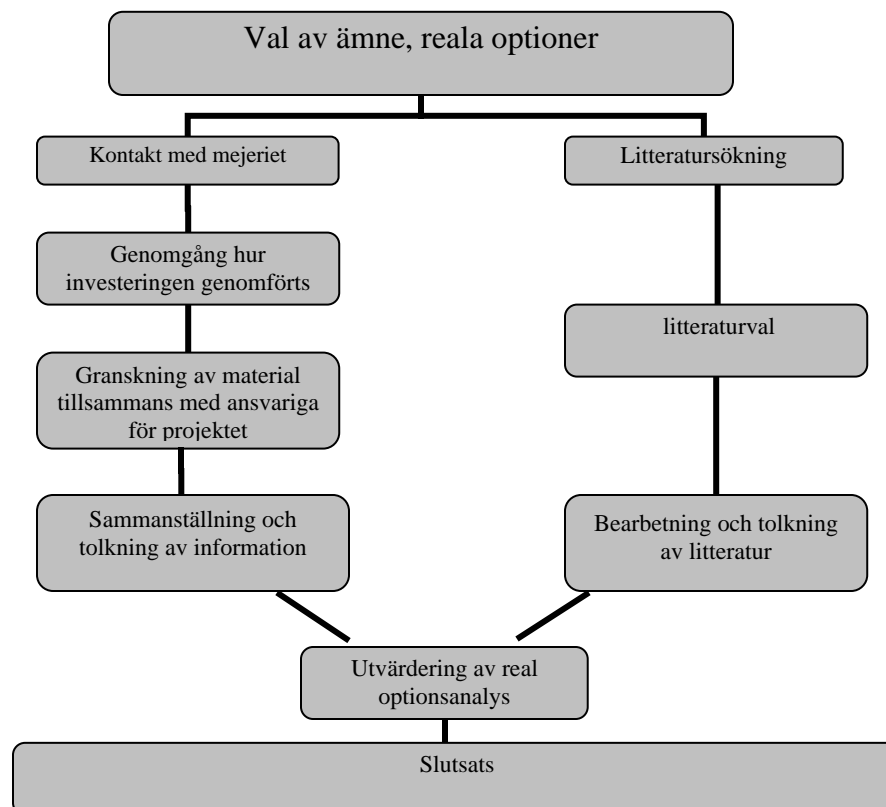 Val av ämne, reala optioner
Kontakt med mejeriet
Litteratursökning
Genomgång hur
investeringen genomförts
litteraturval
Granskning av material
tillsammans med ansvariga
för projektet
Sammanställning och
tolkning av information
Bearbetning och tolkning
av litteratur
Utvärdering av real
optionsanalys
Slutsats